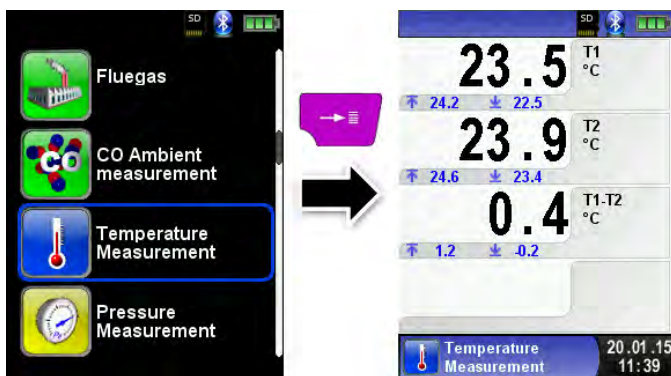 SD
Fluegas
CO
CO Ambient
measurement
Temperature
Measurement
Pressure
Measurement
SD
23.5 T1
°C
24.2 22.5
23.9 T2
°C
24.6 23.4
0.4 T1-T2
°C
1.2 -0.2
Temperature 20.01.15
Measurement 11:39